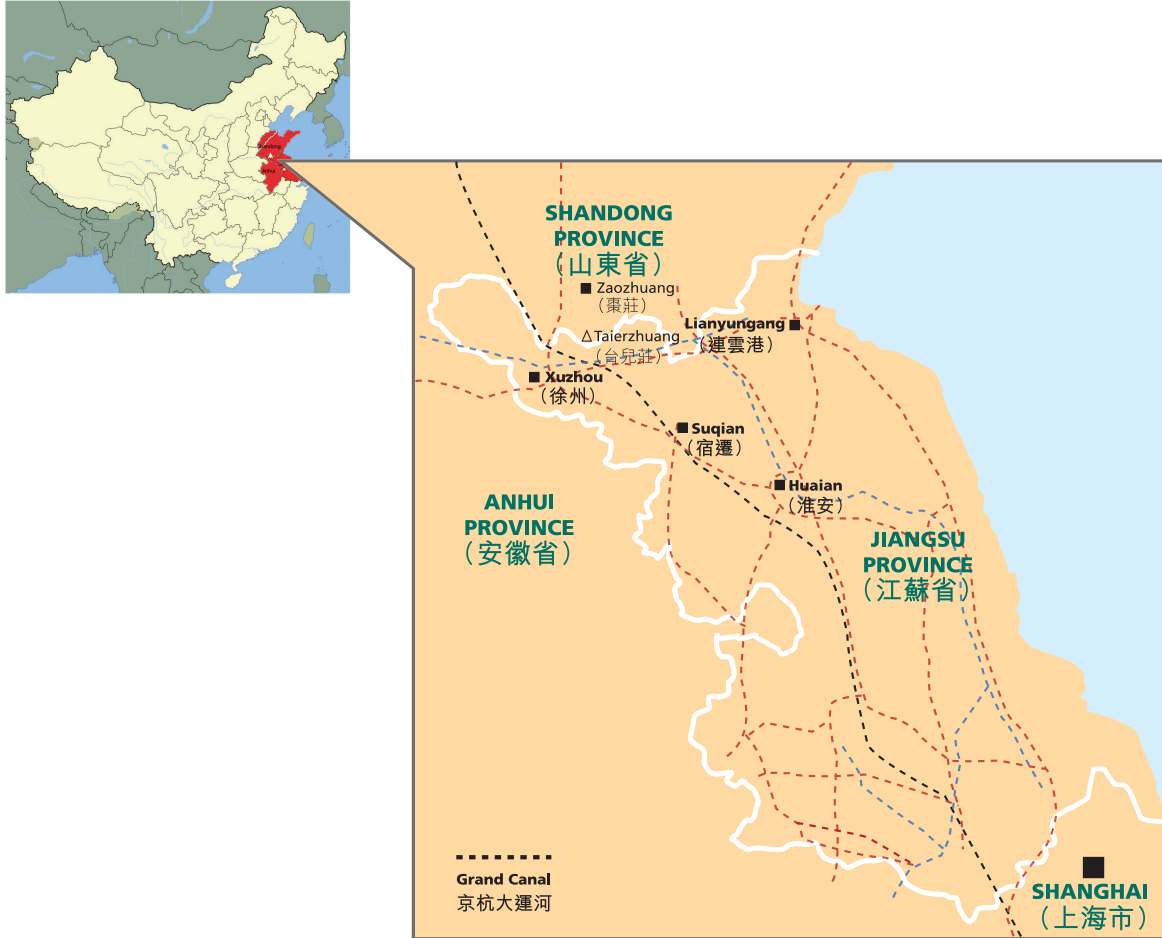 Shandong
Anhui
SHANDONG
PROVINCE
（山東省）
Zaozhuang
（棗莊）
Lianyungang
（連雲港）
Taierzhuang
（台兒莊）
Xuzhou
（徐州）
Suqian
（宿遷）
Huaian
（淮安）
ANHUI
PROVINCE
（安徽省）
JIANGSU
PROVINCE
（江蘇省）
Grand Canal
京杭大運河
SHANGHAI
（上海市）